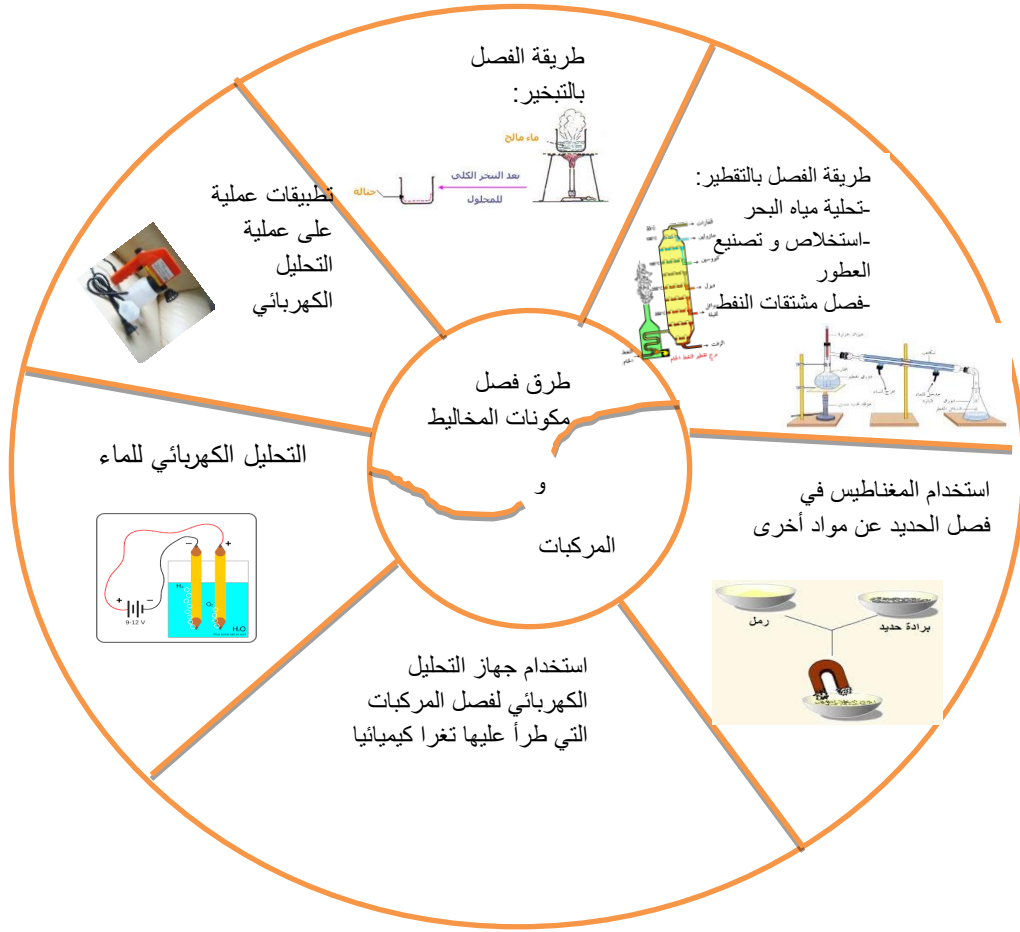 طريقة الفصل
بالتبخير:
ماء مالح
بعد التبخر الكلي
للمحلول
حثالة
طريقة الفصل بالتقطير:
-تحلية مياه البحر
-استخلاص و تصنيع
العطور
-فصل مشتقات النفط
استخدام المغناطيس في
فصل الحديد عن مواد أخرى
رمل
برادة حديد
استخدام جهاز التحليل
الكهربائي لفصل المركبات
التي طرأ عليها تغرا كيميائيا
التحليل الكهربائي للماء
− +
+ −
9-12 V
H₂
O₂
H₂O
تطبيقات عملية
على عملية
التحليل
الكهربائي
طرق فصل
مكونات المخاليط
و
المركبات